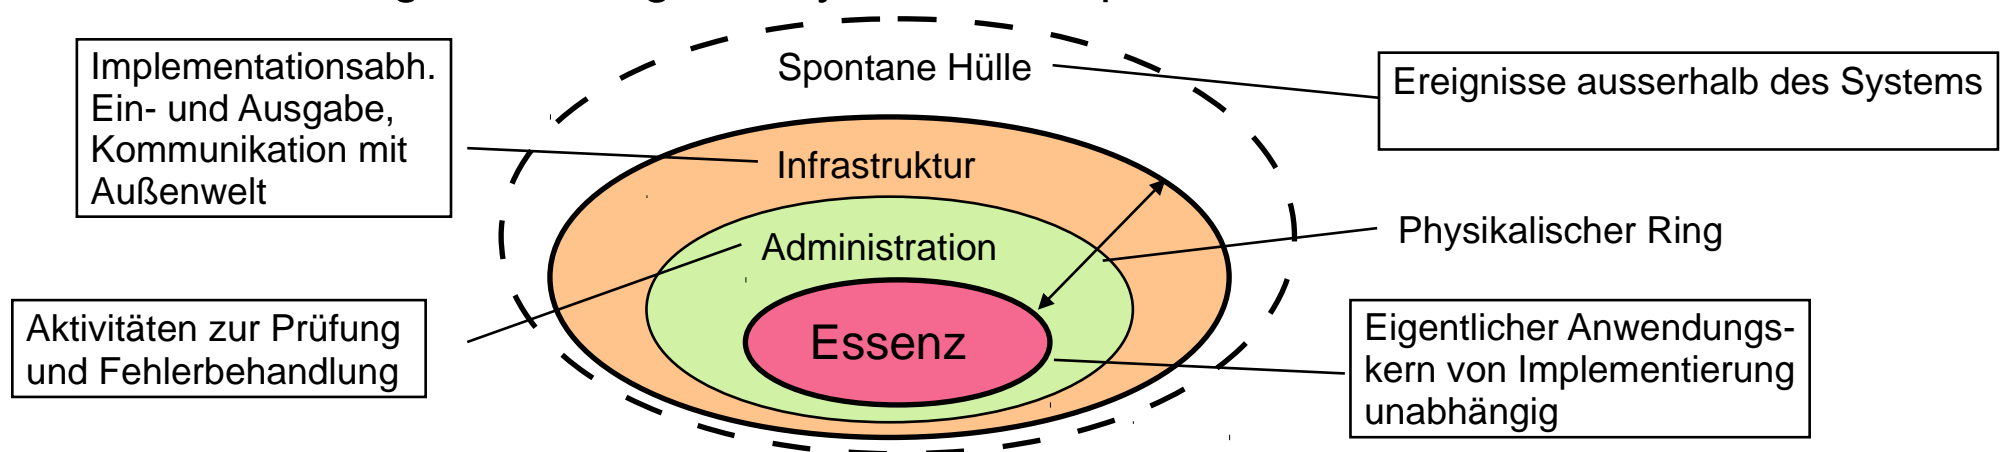 Implementationsabh.
Ein- und Ausgabe,
Kommunikation mit
Außenwelt
Spontane Hülle
Ereignisse ausserhalb des Systems
Infrastruktur
Physikalischer Ring
Administration
Aktivitäten zur Prüfung
und Fehlerbehandlung
Essenz
Eigentlicher Anwendungs-
kern von Implementierung
unabhängig